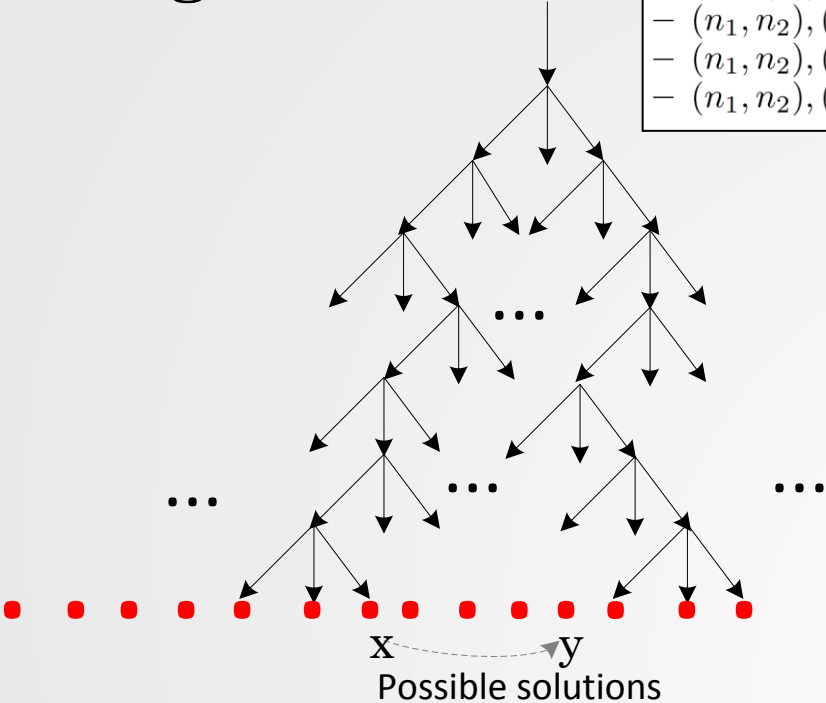 − (n₁, n₂), (
− (n₁, n₂), (
− (n₁, n₂), (
...
... ... ...
x y
Possible solutions